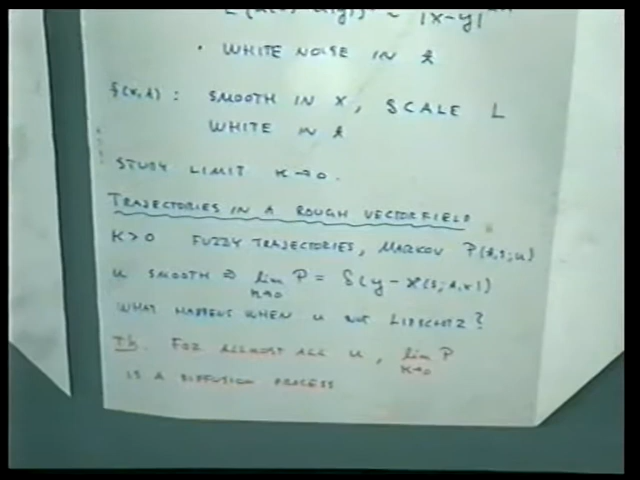 • WHITE NOISE IN t
f(x,t) : SMOOTH IN X, SCALE L
WHITE IN t
STUDY LIMIT K→0.
TRAJECTORIES IN A ROUGH VECTORFIELD
K>0 FUZZY TRAJECTORIES, MARKOV P(t,s;u)
u SMOOTH ⇒ lim P = δ(y - x(s;t,x))
K→0
WHAT HAPPENS WHEN u NOT LIPSCHITZ?
Th. FOR ALMOST ALL u, lim P
K→0
IS A DIFFUSION PROCESS